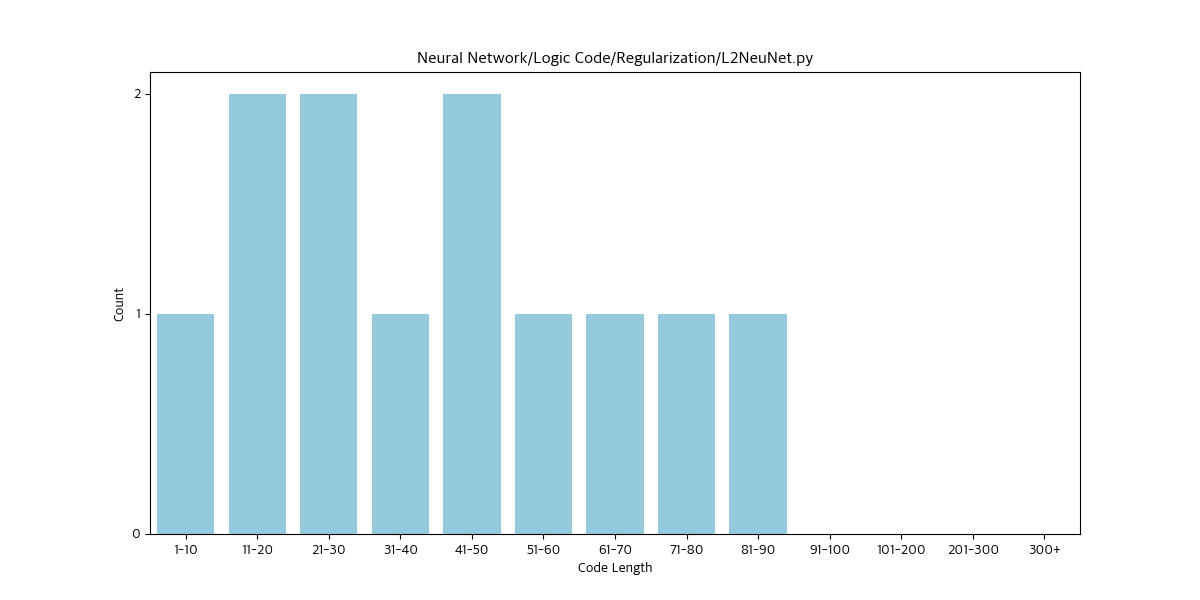 Neural Network/Logic Code/Regularization/L2NeuNet.py
Count
2
1
0
1-10 11-20 21-30 31-40 41-50 51-60 61-70 71-80 81-90 91-100 101-200 201-300 300+
Code Length